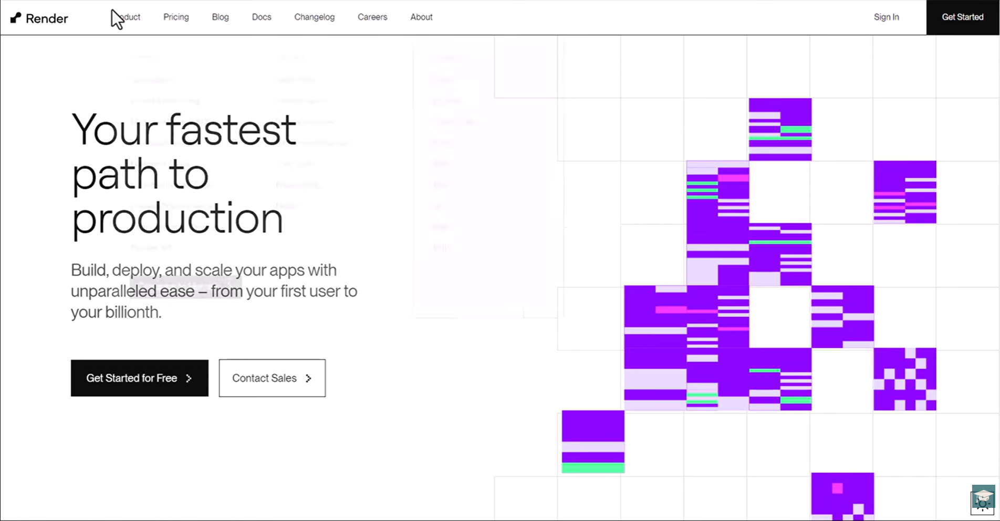 Render
Product
Pricing
Blog
Docs
Changelog
Careers
About
Sign In
Get Started
Your fastest
path to
production
Build, deploy, and scale your apps with
unparalleled ease – from your first user to
your billionth.
Get Started for Free
Contact Sales